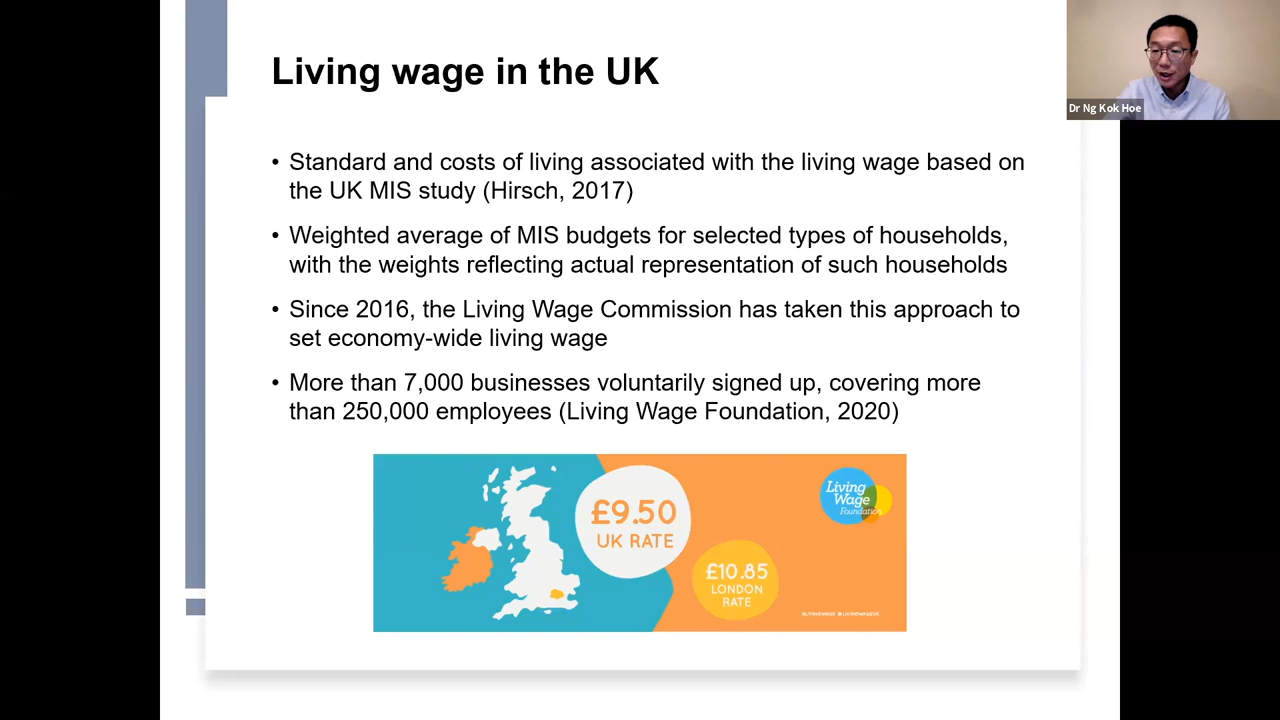 Living wage in the UK
Dr Ng Kok Hoe
• Standard and costs of living associated with the living wage based on
the UK MIS study (Hirsch, 2017)
• Weighted average of MIS budgets for selected types of households,
with the weights reflecting actual representation of such households
• Since 2016, the Living Wage Commission has taken this approach to
set economy-wide living wage
• More than 7,000 businesses voluntarily signed up, covering more
than 250,000 employees (Living Wage Foundation, 2020)
£9.50
UK RATE
Living
Wage
Foundation
£10.85
LONDON
RATE